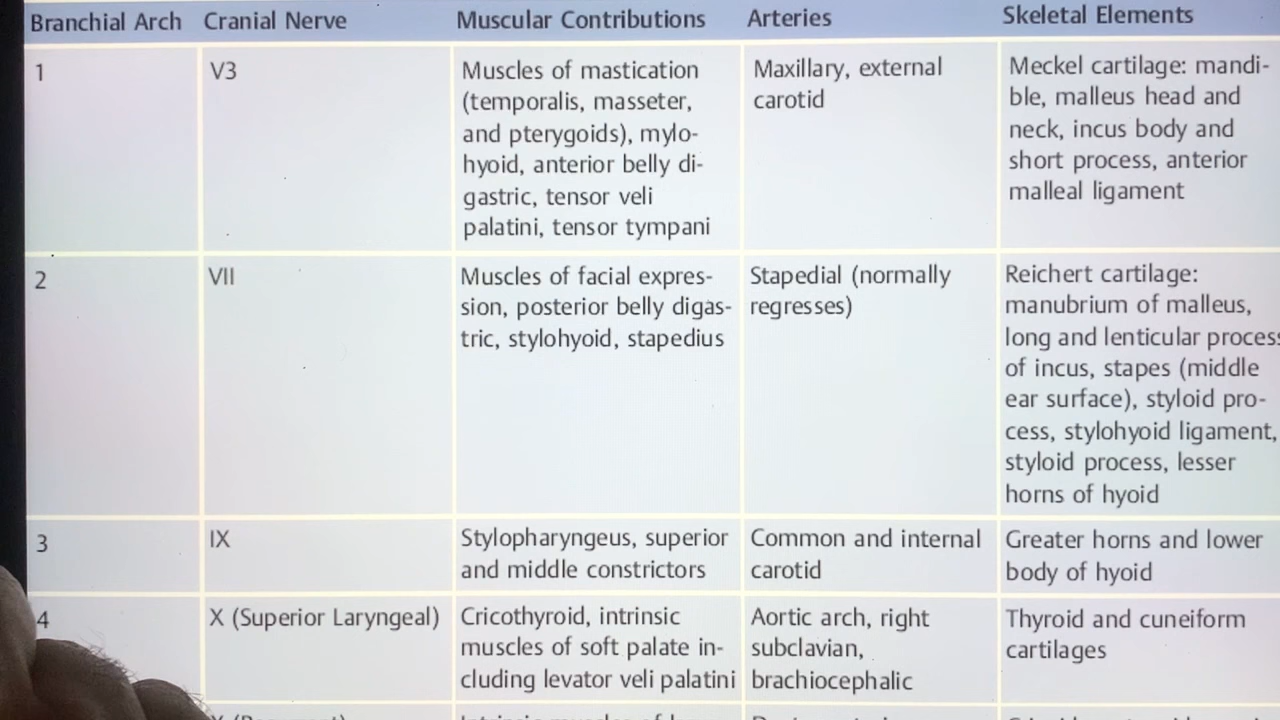 Branchial Arch Cranial Nerve Muscular Contributions Arteries Skeletal Elements
1
V3
Muscles of mastication
(temporalis, masseter,
and pterygoids), mylo-
hyoid, anterior belly di-
gastric, tensor veli
palatini, tensor tympani
Maxillary, external
carotid
Meckel cartilage: mandi-
ble, malleus head and
neck, incus body and
short process, anterior
malleal ligament
2
VII
Muscles of facial expres-
sion, posterior belly digas-
tric, stylohyoid, stapedius
Stapedial (normally
regresses)
Reichert cartilage:
manubrium of malleus,
long and lenticular process
of incus, stapes (middle
ear surface), styloid pro-
cess, stylohyoid ligament,
styloid process, lesser
horns of hyoid
3
IX
Stylopharyngeus, superior
and middle constrictors
Common and internal
carotid
Greater horns and lower
body of hyoid
4
X (Superior Laryngeal)
Cricothyroid, intrinsic
muscles of soft palate in-
cluding levator veli palatini
Aortic arch, right
subclavian,
brachiocephalic
Thyroid and cuneiform
cartilages